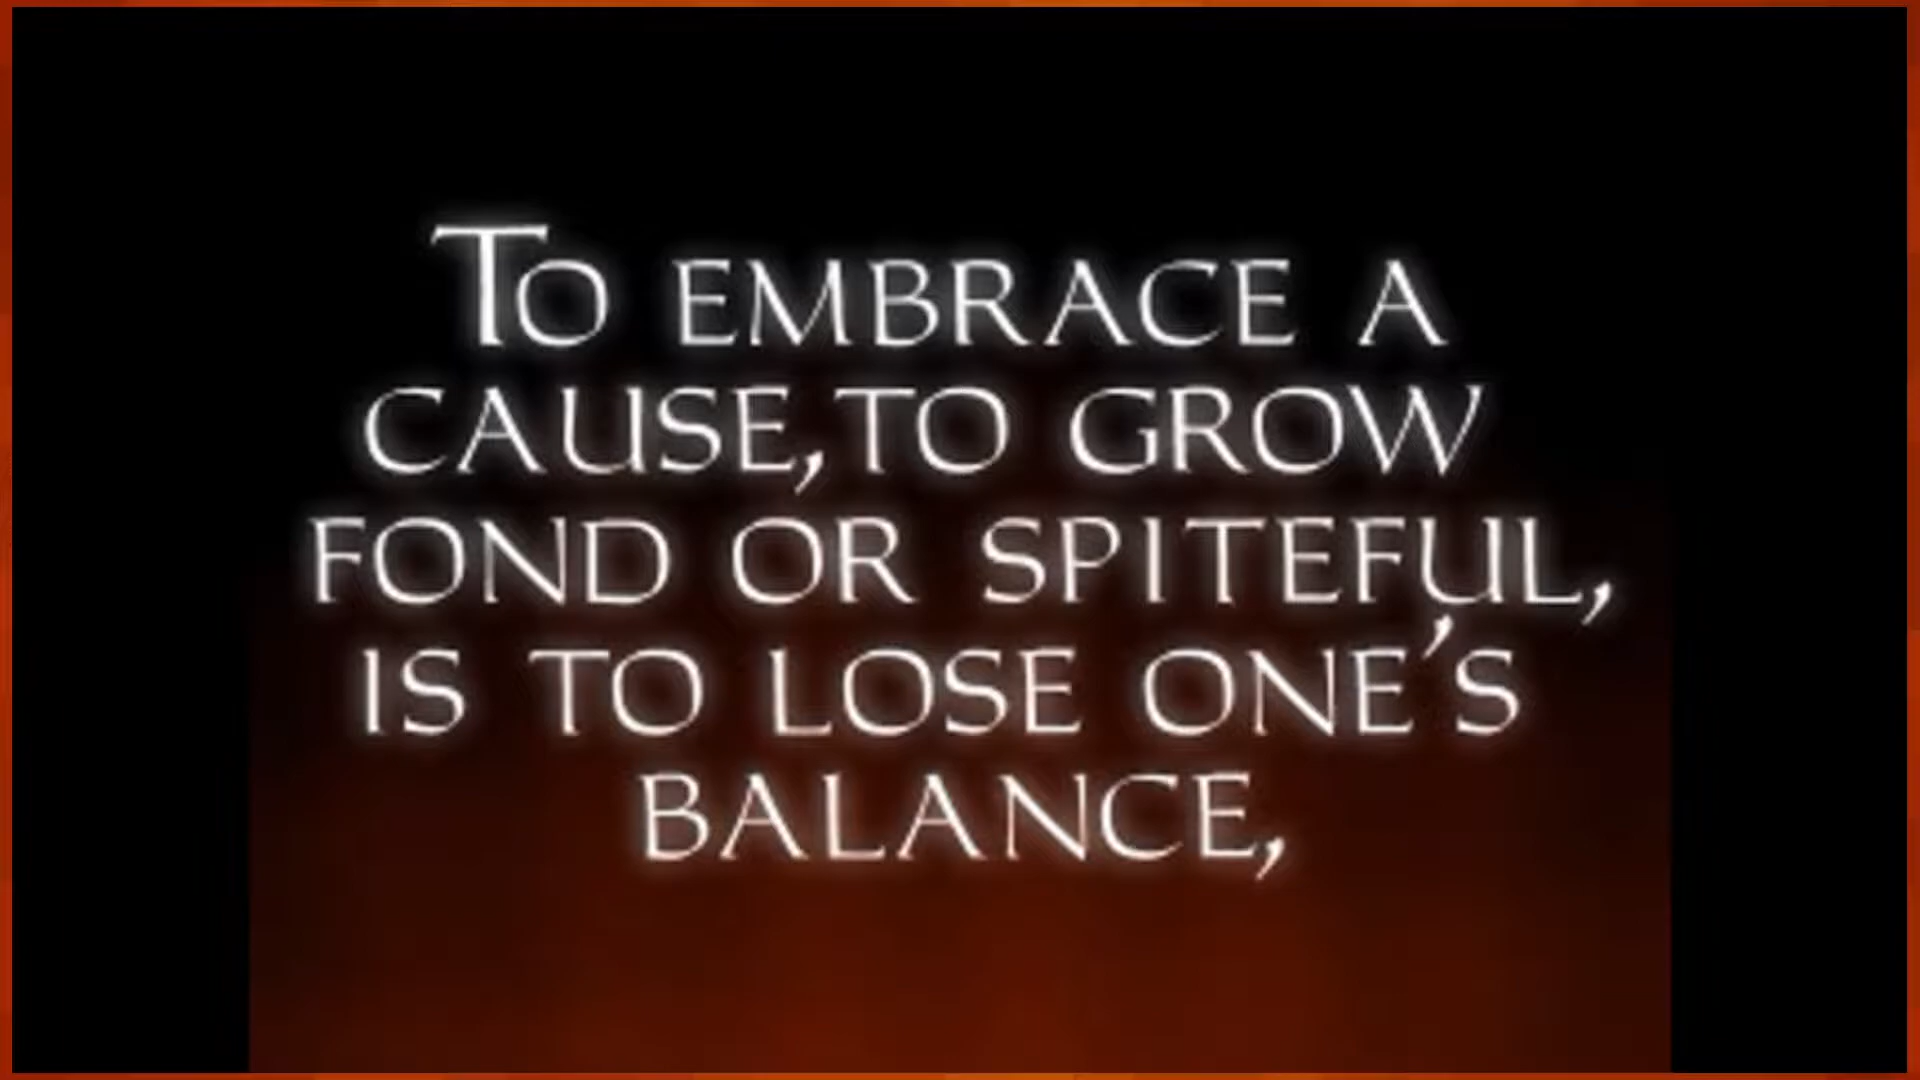 To EMBRACE A
CAUSE,TO GROW
FOND OR SPITEFUL,
IS TO LOSE ONE'S
BALANCE,